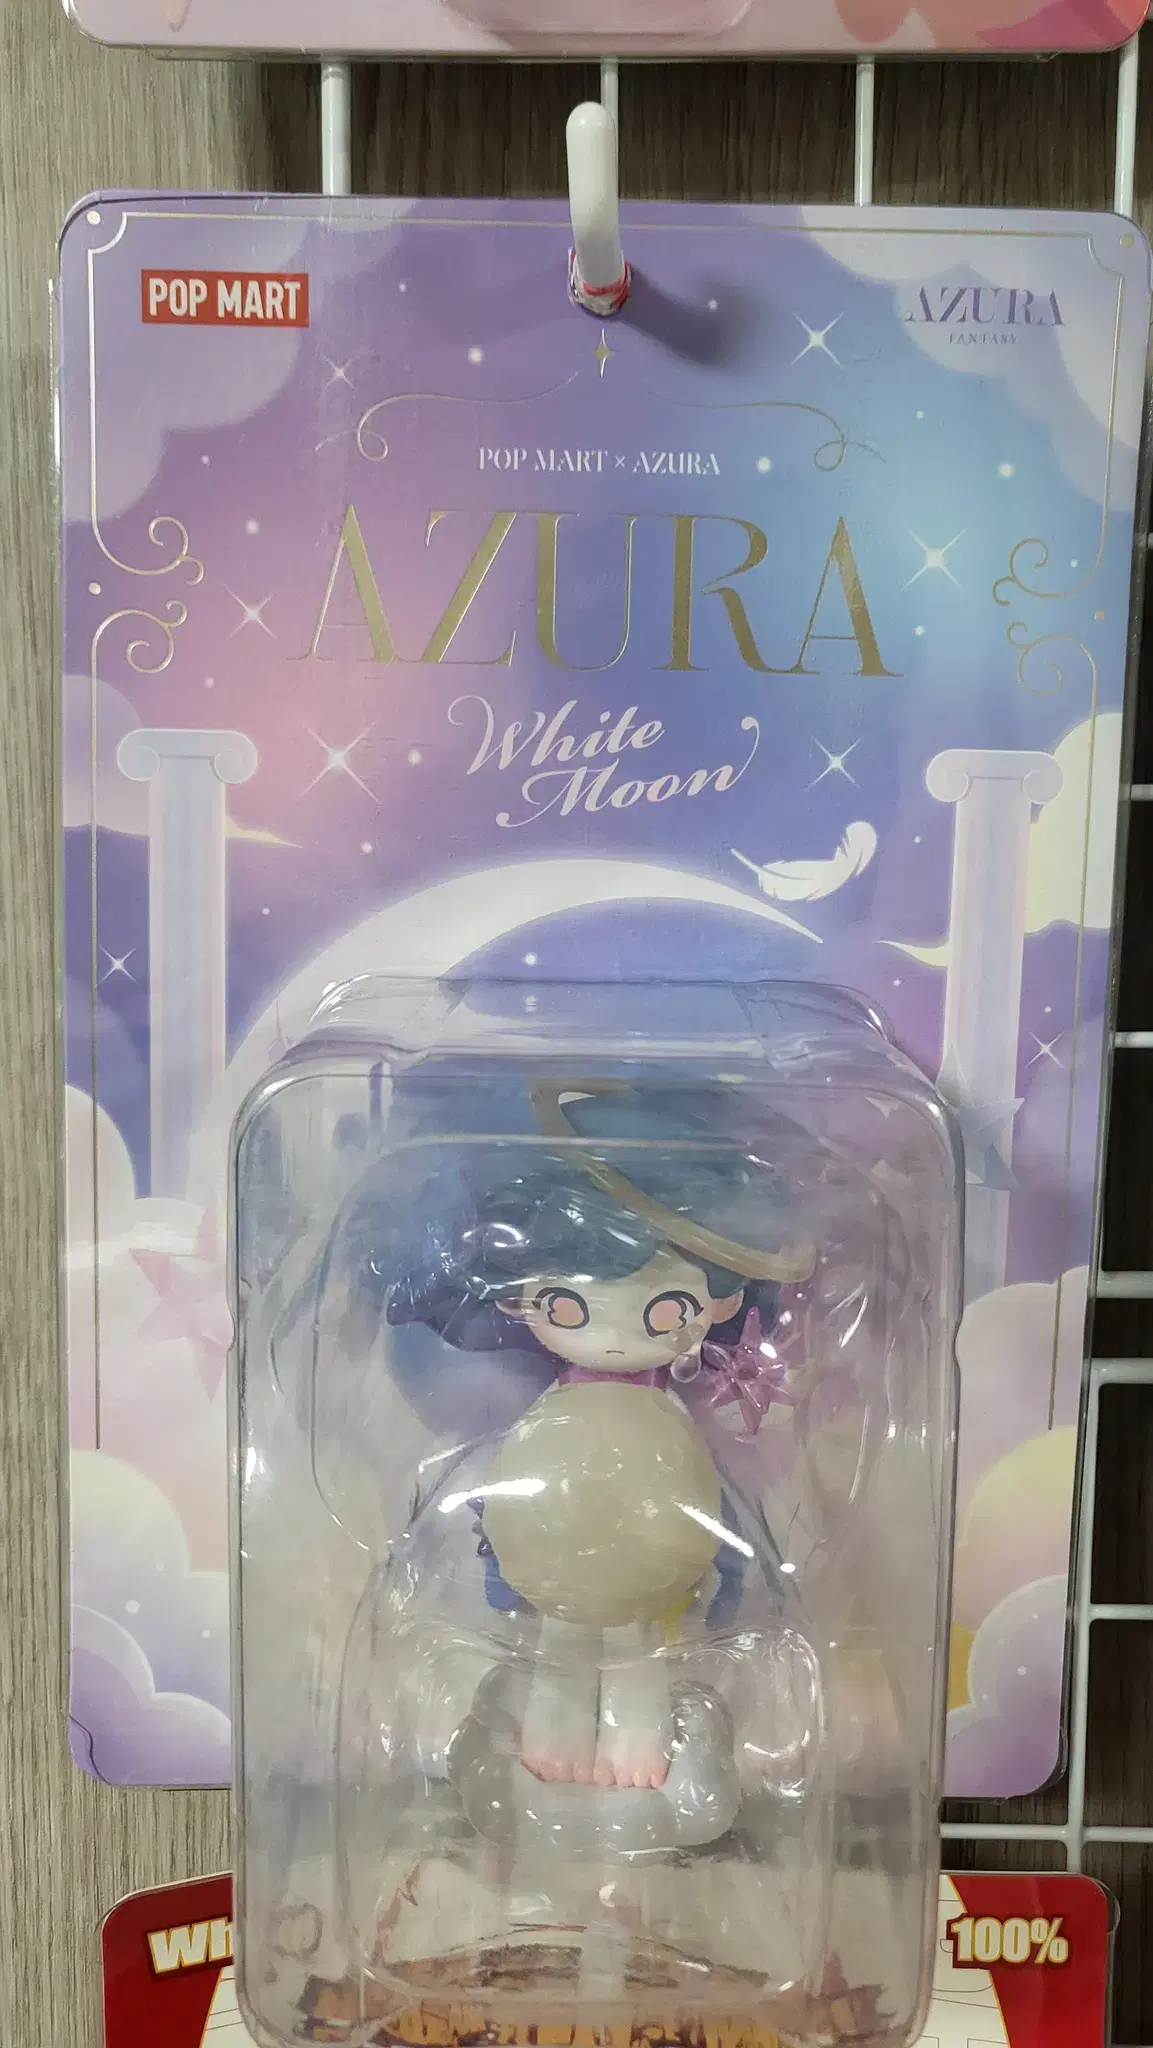 POP MART
AZURA
FANTASY
POP MART × AZURA
AZURA
White
Moon
100%